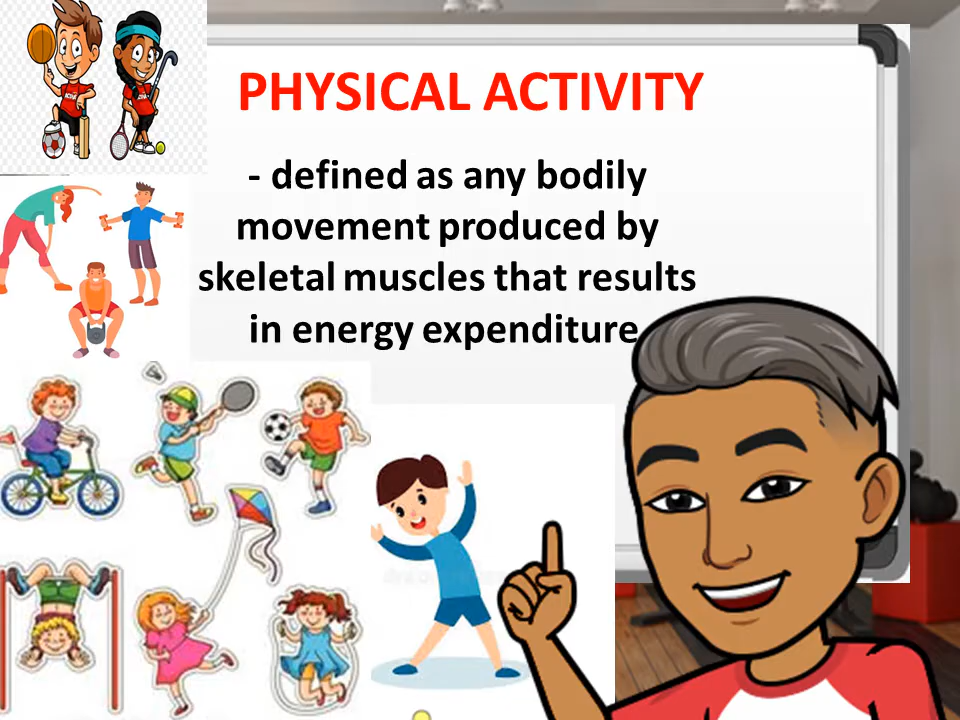 PHYSICAL ACTIVITY
- defined as any bodily
movement produced by
skeletal muscles that results
in energy expenditure